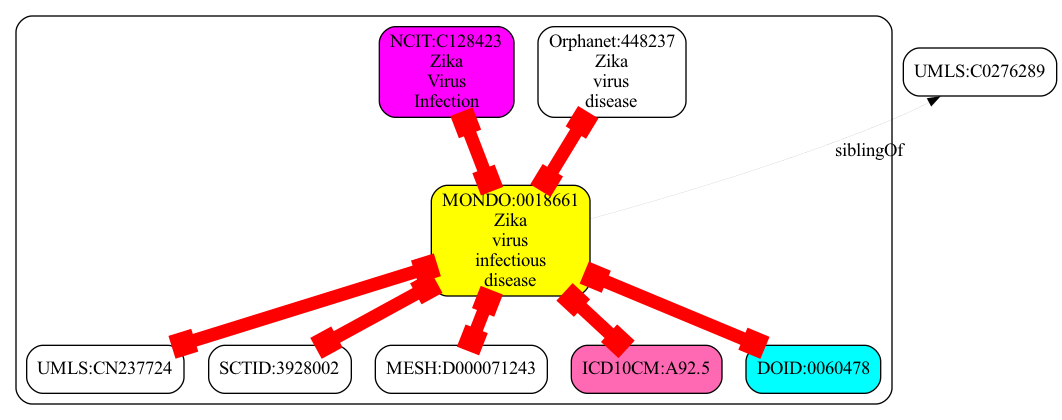 NCIT:C128423
Zika
Virus
Infection
Orphanet:448237
Zika
virus
disease
UMLS:C0276289
siblingOf
MONDO:0018661
Zika
virus
infectious
disease
UMLS:CN237724
SCTID:3928002
MESH:D000071243
ICD10CM:A92.5
DOID:0060478